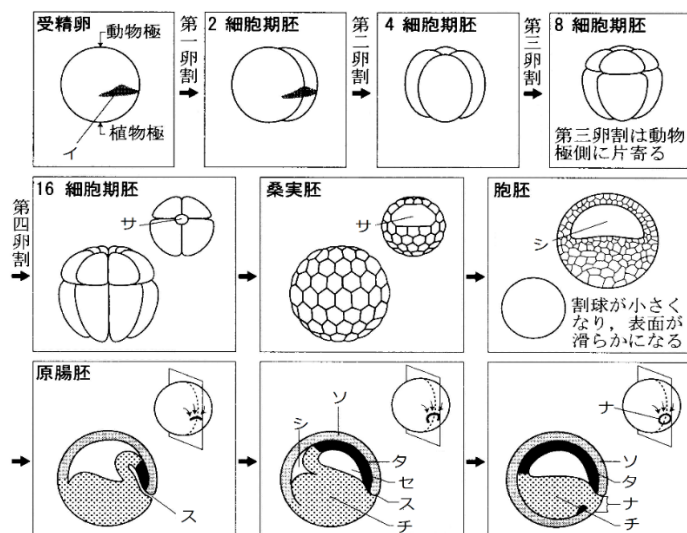 受精卵
動物極
植物極
イ
第一卵割
2 細胞期胚
第二卵割
4 細胞期胚
第三卵割
8 細胞期胚
第三卵割は動物
極側に片寄る
第四卵割
16 細胞期胚
サ
桑実胚
サ
胞胚
シ
割球が小さく
なり，表面が
滑らかになる
原腸胚
ス
シ
ソ
タ
セ
ス
チ
ナ
ソ
タ
ナ
チ